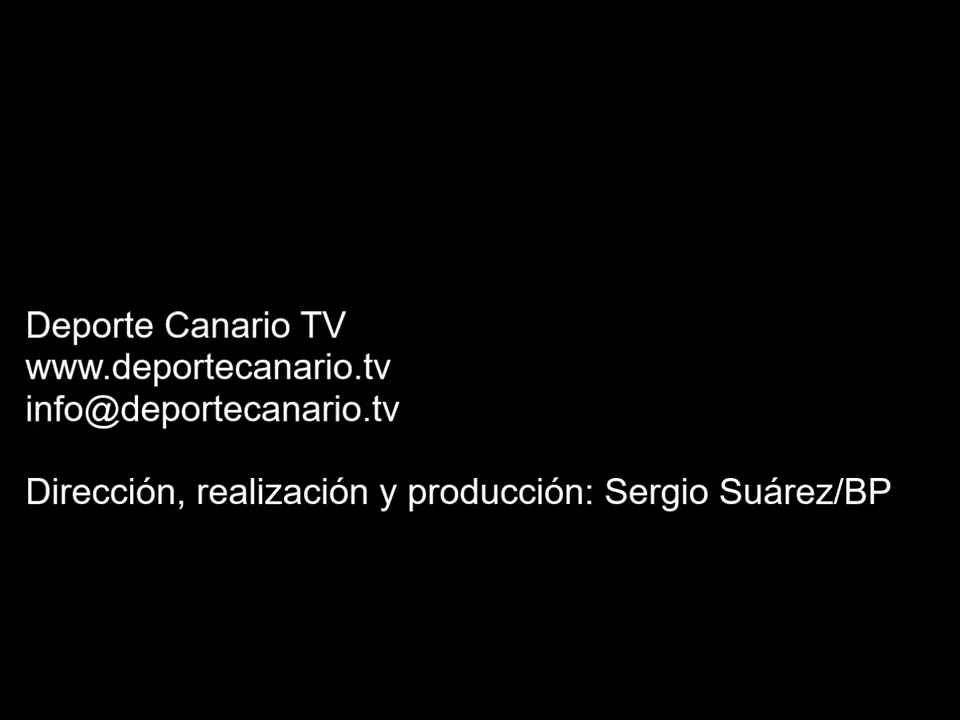 Deporte Canario TV
www.deportecanario.tv
info@deportecanario.tv
Dirección, realización y producción: Sergio Suárez/BP